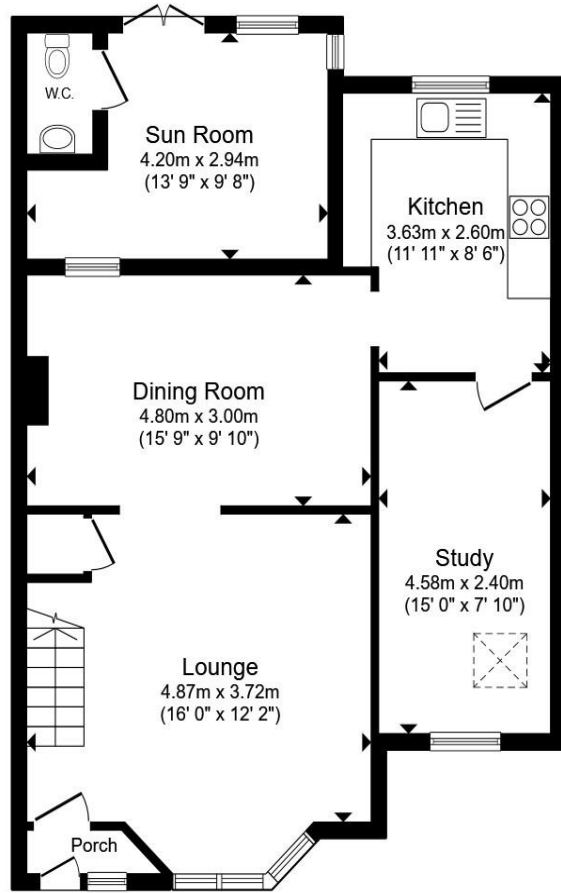 W.C.
Sun Room
4.20m x 2.94m
(13' 9" x 9' 8")
Kitchen
3.63m x 2.60m
(11' 11" x 8' 6")
Dining Room
4.80m x 3.00m
(15' 9" x 9' 10")
Study
4.58m x 2.40m
(15' 0" x 7' 10")
Lounge
4.87m x 3.72m
(16' 0" x 12' 2")
Porch